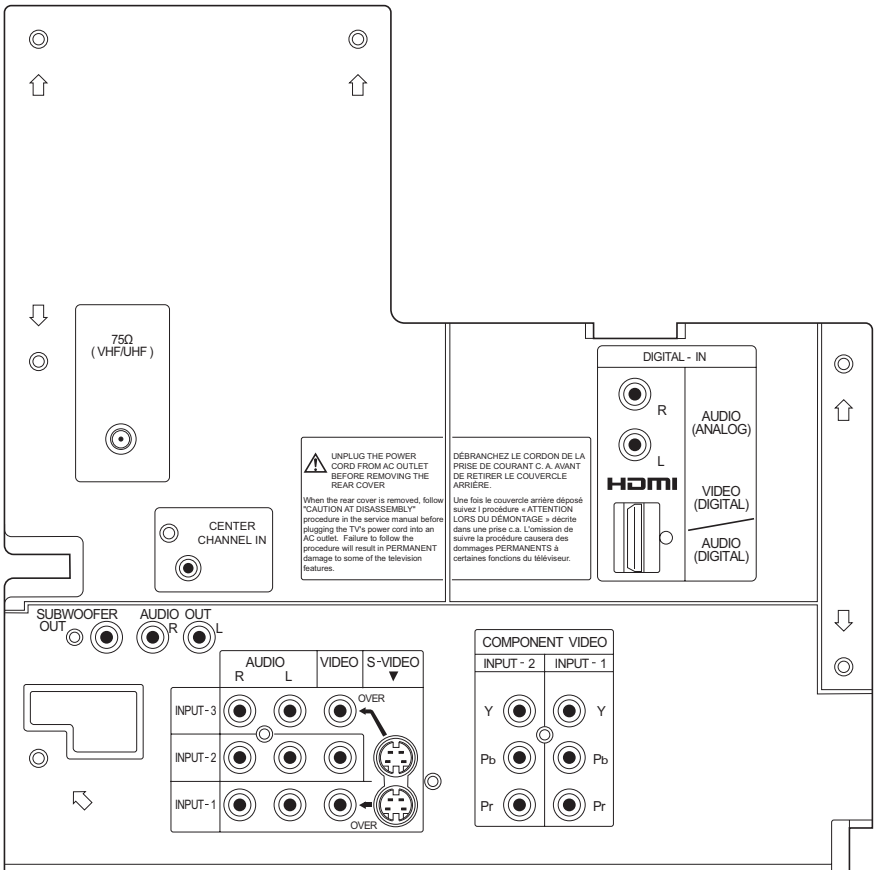 75Ω
( VHF/UHF )
CENTER
CHANNEL IN
UNPLUG THE POWER
CORD FROM AC OUTLET
BEFORE REMOVING THE
REAR COVER
When the rear cover is removed, follow
"CAUTION AT DISASSEMBLY"
procedure in the service manual before
plugging the TV's power cord into an
AC outlet. Failure to follow the
procedure will result in PERMANENT
damage to some of the television
features.
DÉBRANCHEZ LE CORDON DE LA
PRISE DE COURANT C. A. AVANT
DE RETIRER LE COUVERCLE
ARRIÈRE.
Une fois le couvercle arrière déposé
suivez l procédure « ATTENTION
LORS DU DÉMONTAGE » décrite
dans une prise c.a. L'omission de
suivre la procédure causera des
dommages PERMANENTS à
certaines fonctions du téléviseur.
DIGITAL - IN
R
L
AUDIO
(ANALOG)
HDMI
VIDEO
(DIGITAL)
AUDIO
(DIGITAL)
SUBWOOFER
OUT
AUDIO OUT
R
L
AUDIO
R L
VIDEO
S-VIDEO
INPUT-3
OVER
INPUT-2
INPUT-1
OVER
COMPONENT VIDEO
INPUT - 2 INPUT - 1
Y Y
Pb Pb
Pr Pr